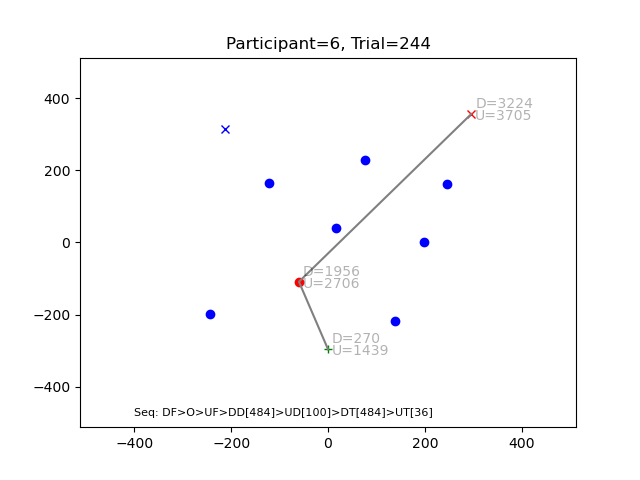 Participant=6, Trial=244
400
200
0
−200
−400
D=3224
U=3705
D=1956
U=2706
D=270
U=1439
Seq: DF>O>UF>DD[484]>UD[100]>DT[484]>UT[36]
−400
−200
0
200
400